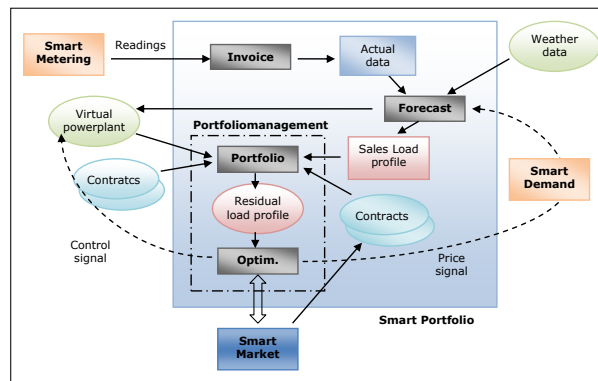 Smart
Metering
Readings
Invoice
Actual
data
Weather
data
Virtual
powerplant
Forecast
Portfoliomanagement
Portfolio
Sales Load
profile
Smart
Demand
Contratcs
Residual
load profile
Contracts
Control
signal
Optim.
Price
signal
Smart Portfolio
Smart
Market